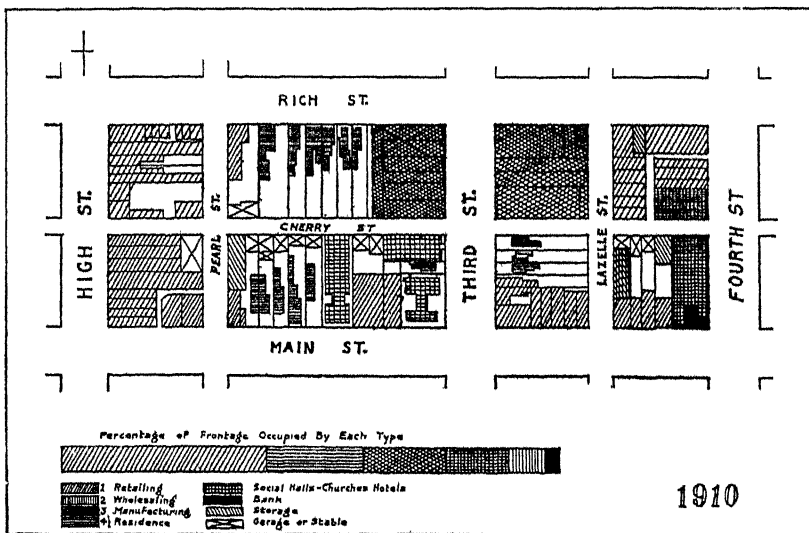 RICH ST.
HIGH ST.
PEARL ST.
CHERRY ST
THIRD ST.
LAZELLE ST.
FOURTH ST
MAIN ST.
Percentage of Frontage Occupied By Each Type
1 Retailing
2 Wholesaling
3 Manufacturing
4½ Residence
Social Halls-Churches Hotels
Bank
Storage
Garage or Stable
1910